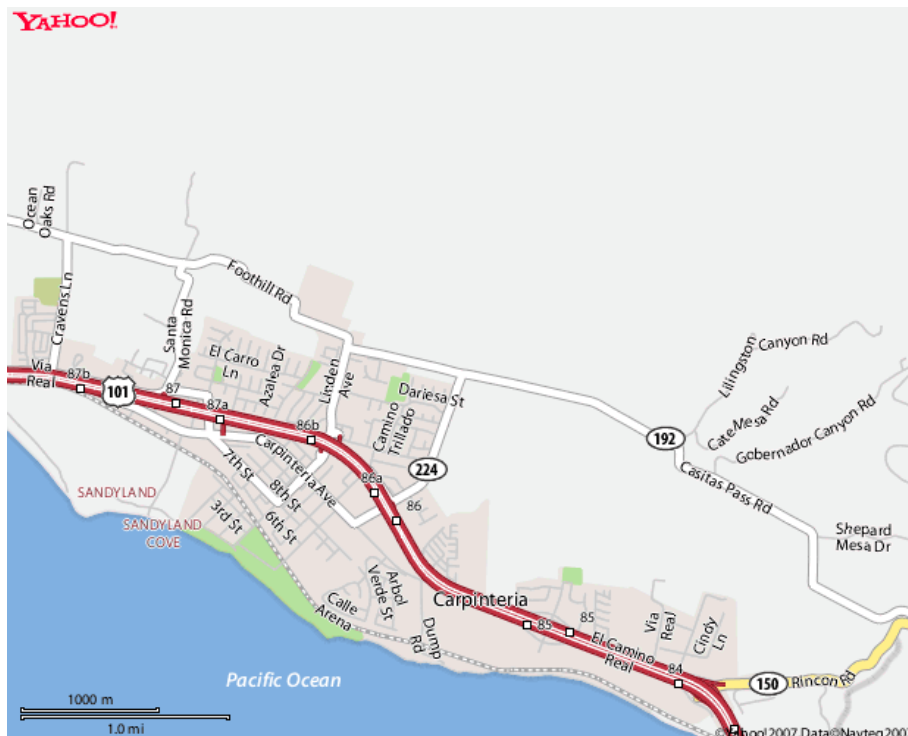 YAHOO!
Ocean
Oaks Rd
Cravens Ln
Foothill Rd
Santa
Monica Rd
El Carro
Ln
Azalea Dr
Linden
Ave
Via
Real
87b
101
87
87a
86b
Dariesa St
Camino
Trillado
Lilingston
Canyon Rd
Cate Mesa Rd
Gobernador Canyon Rd
192
Casitas Pass Rd
Shepard
Mesa Dr
224
86a
86
Carpinteria Ave
7th St
8th St
6th St
3rd St
SANDYLAND
SANDYLAND
COVE
Calle
Arena
Arbol
Verde St
Dump
Rd
Carpinteria
85
85
El Camino
Real
Via
Real
Cindy
Ln
84
150
Rincon Rd
Pacific Ocean
1000 m
1.0 mi
© Yahoo! 2007 Data © Navteq 2007